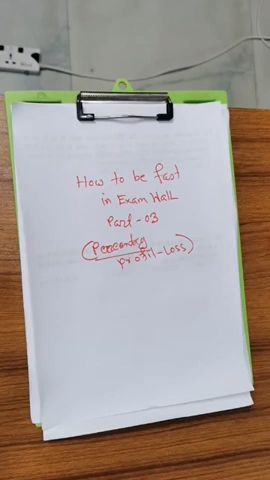 How to be fast
in Exam Hall
Part-03
(Percentage
Profit-Loss)